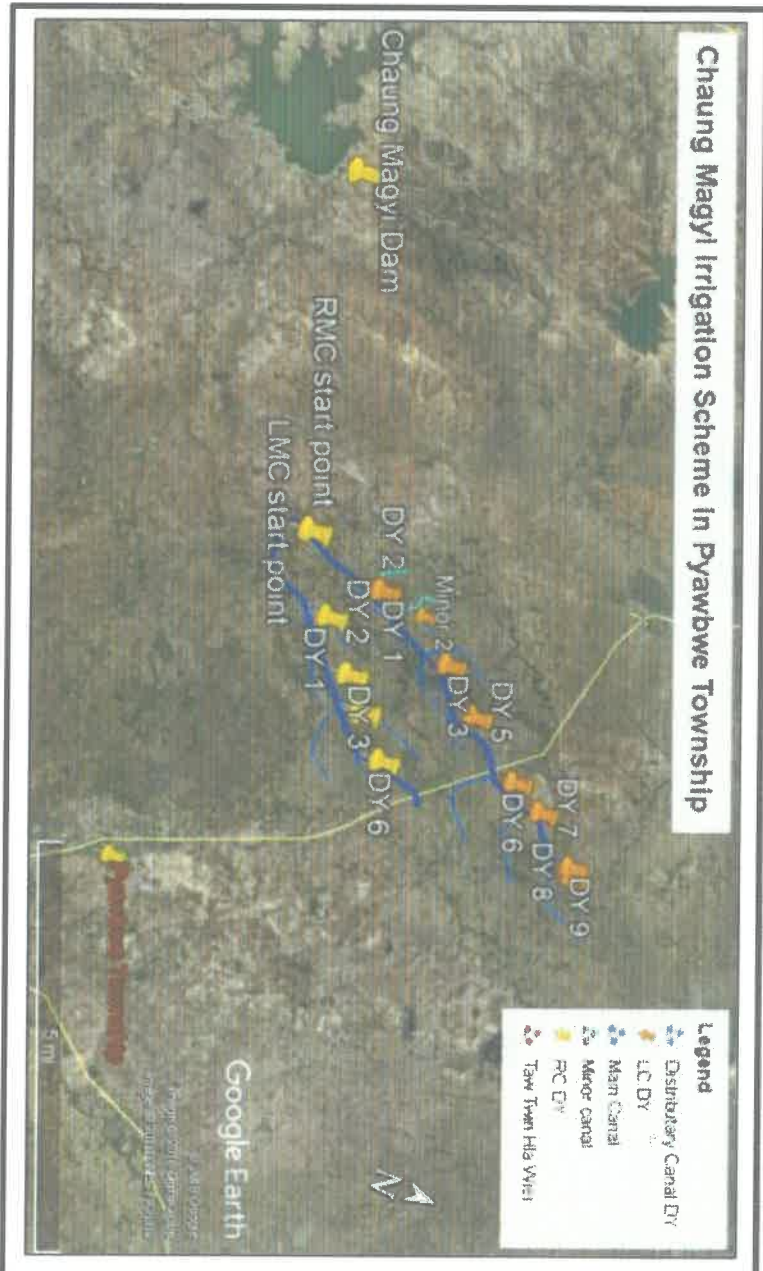 Chaung Magyi Irrigation Scheme in Pyawbwe Township
Legend
Distributary Canal DY
LC DY
Main Canal
Minor canal
RC DY
Taw Twin Hla Wier
Chaung Magyi Dam
RMC start point
LMC start point
DY 2
DY 1
Minor 2
DY 3
DY 5
DY 6
DY 7
DY 8
DY 9
DY 2
DY 1
DY 3
DY 6
Pyawbwe Township
N
Google Earth
5 mi